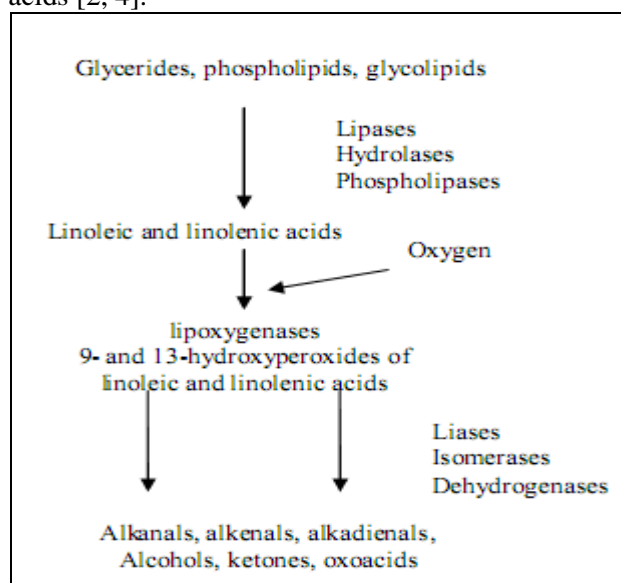 acids [2, 4].
Glycerides, phospholipids, glycolipids
Lipases
Hydrolases
Phospholipases
Linoleic and linolenic acids
Oxygen
lipoxygenases
9- and 13-hydroxyperoxides of
linoleic and linolenic acids
Liases
Isomerases
Dehydrogenases
Alkanals, alkenals, alkadienals,
Alcohols, ketones, oxoacids